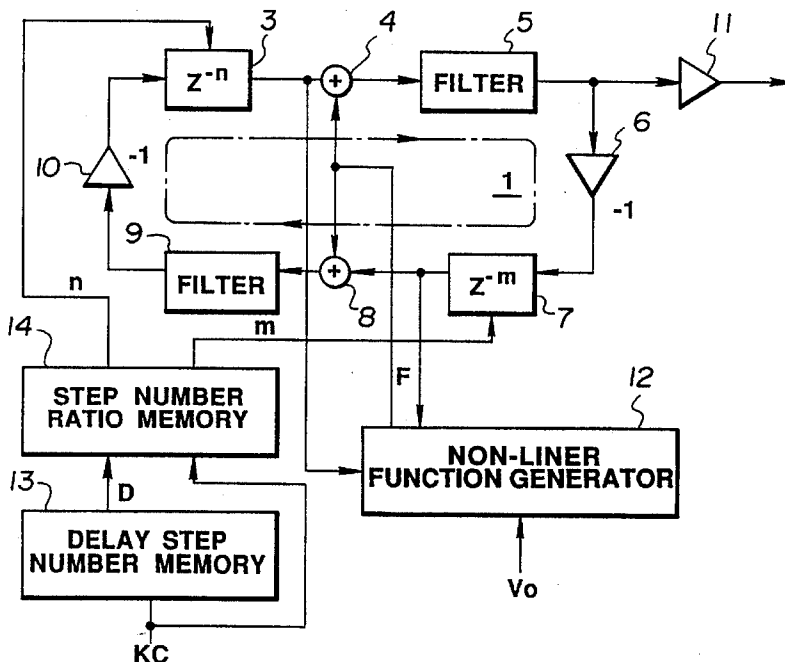 3
4
5
11
Z⁻ⁿ
+
FILTER
6
10
-1
1
-1
9
FILTER
+
8
Z⁻ᵐ
7
n
m
14
STEP NUMBER
RATIO MEMORY
F
12
NON-LINER
FUNCTION GENERATOR
13
D
DELAY STEP
NUMBER MEMORY
Vo
KC